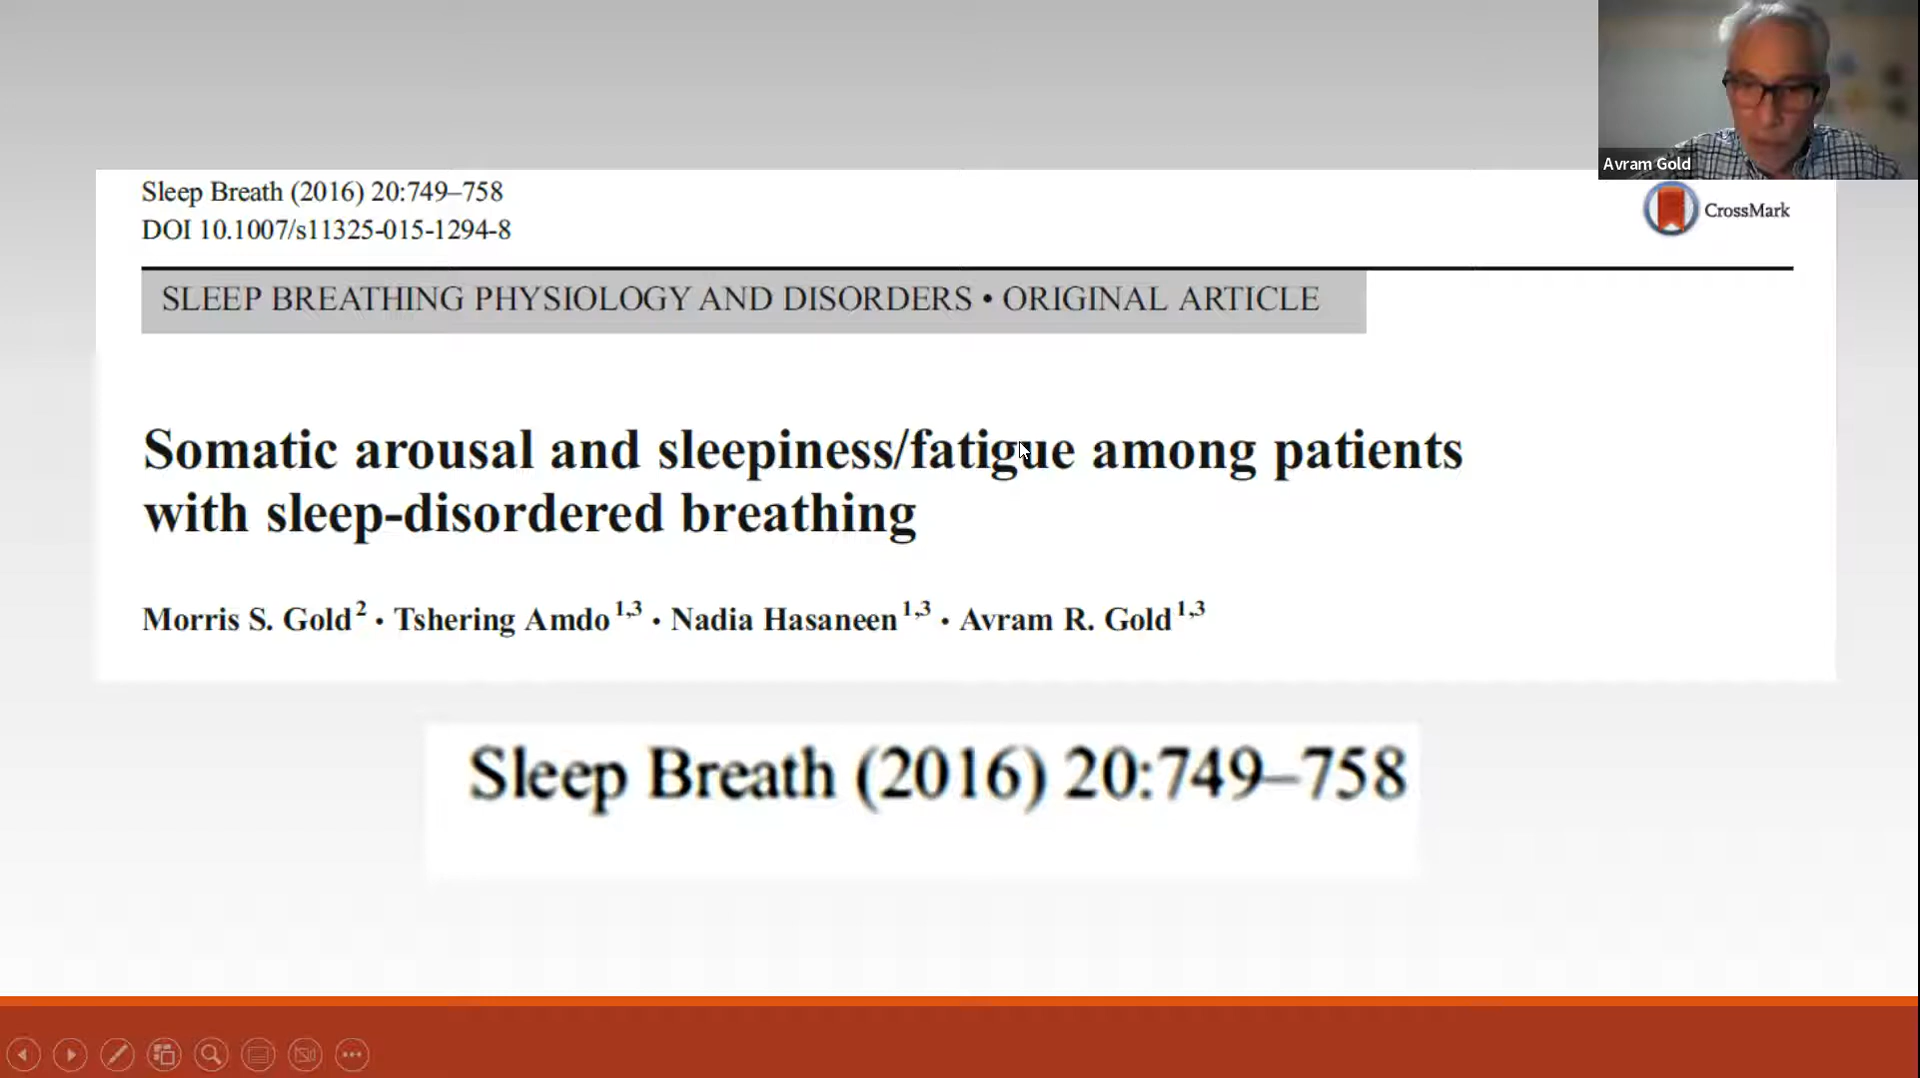 Avram Gold
Sleep Breath (2016) 20:749–758
DOI 10.1007/s11325-015-1294-8
CrossMark
SLEEP BREATHING PHYSIOLOGY AND DISORDERS • ORIGINAL ARTICLE
Somatic arousal and sleepiness/fatigue among patients
with sleep-disordered breathing
Morris S. Gold2 • Tshering Amdo1,3 • Nadia Hasaneen1,3 • Avram R. Gold1,3
Sleep Breath (2016) 20:749–758